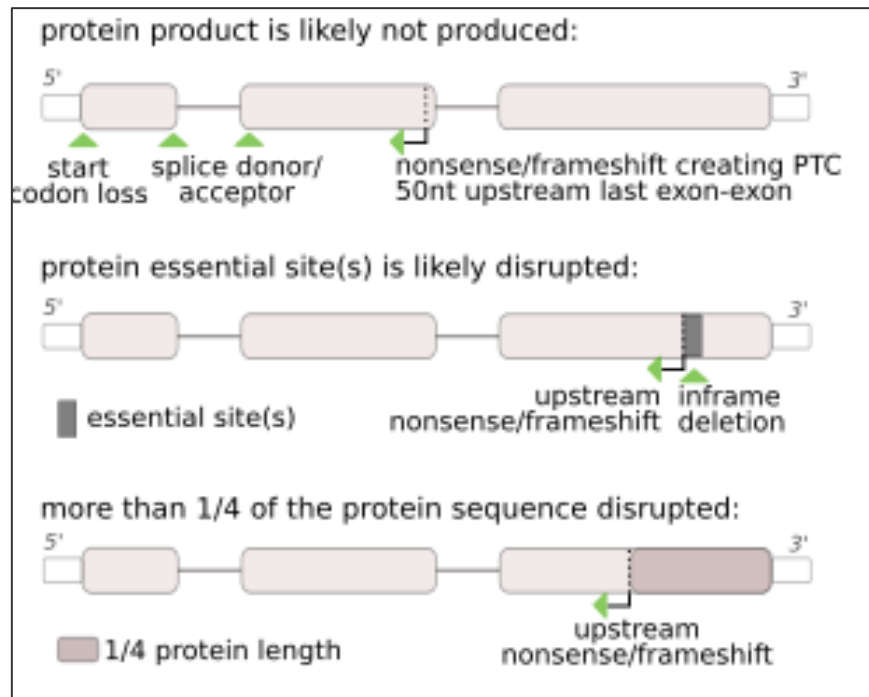 protein product is likely not produced:
5' 3'
start splice donor/ nonsense/frameshift creating PTC
codon loss acceptor 50nt upstream last exon-exon
protein essential site(s) is likely disrupted:
5' 3'
upstream inframe
essential site(s) nonsense/frameshift deletion
more than 1/4 of the protein sequence disrupted:
5' 3'
upstream
1/4 protein length nonsense/frameshift